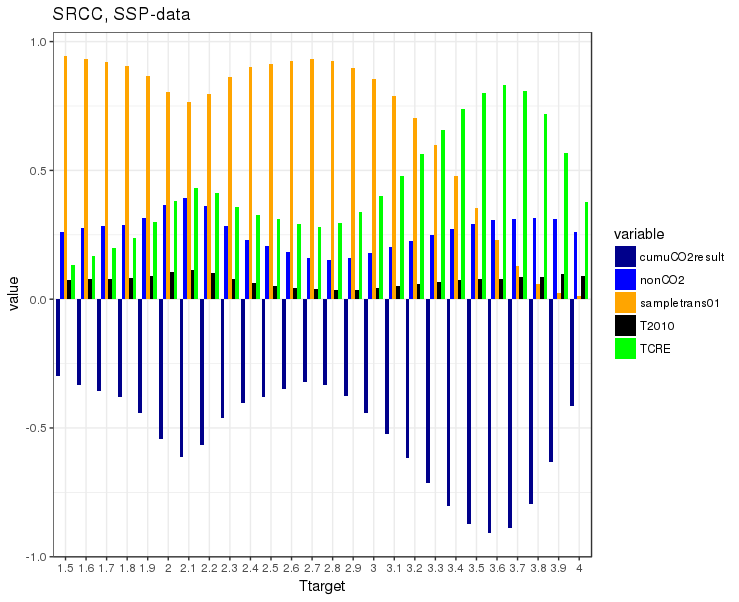 SRCC, SSP-data
1.0
0.5
0.0
-0.5
-1.0
value
1.5 1.6 1.7 1.8 1.9 2 2.1 2.2 2.3 2.4 2.5 2.6 2.7 2.8 2.9 3 3.1 3.2 3.3 3.4 3.5 3.6 3.7 3.8 3.9 4
Ttarget
variable
cumuCO2result
nonCO2
sampletrans01
T2010
TCRE